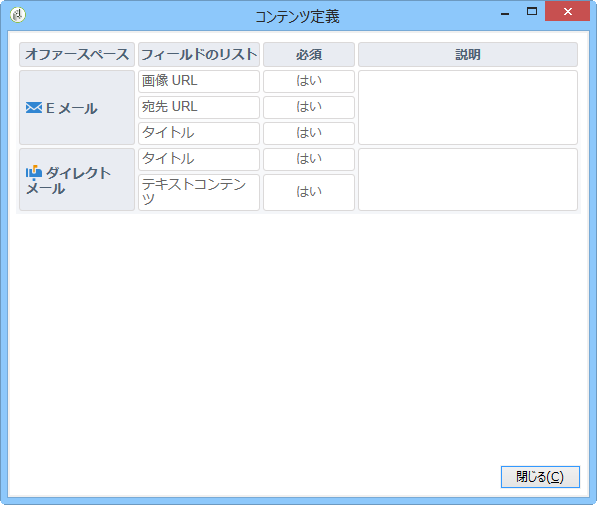 コンテンツ定義
オファースペース フィールドのリスト 必須 説明
E メール 画像 URL はい
宛先 URL はい
タイトル はい
ダイレクト
メール
タイトル はい
テキストコンテン
ツ
はい
閉じる(C)